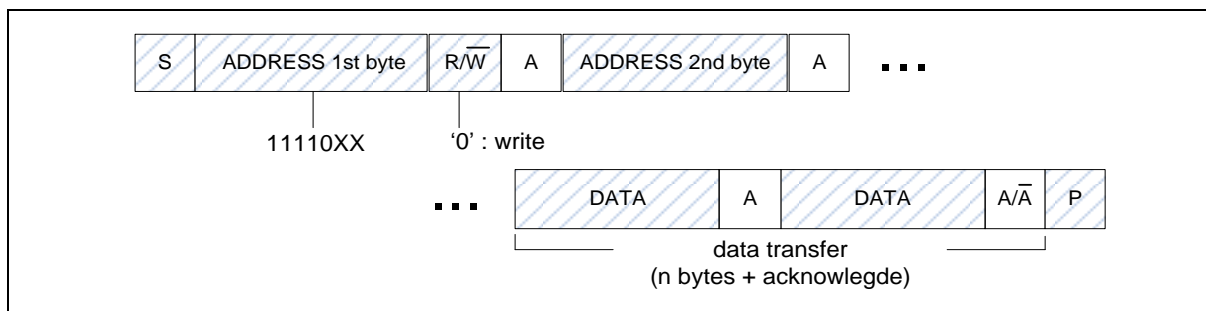 S ADDRESS 1st byte R/W̅ A ADDRESS 2nd byte A ...
11110XX '0' : write
... DATA A DATA A/A̅ P
data transfer
(n bytes + acknowlegde)